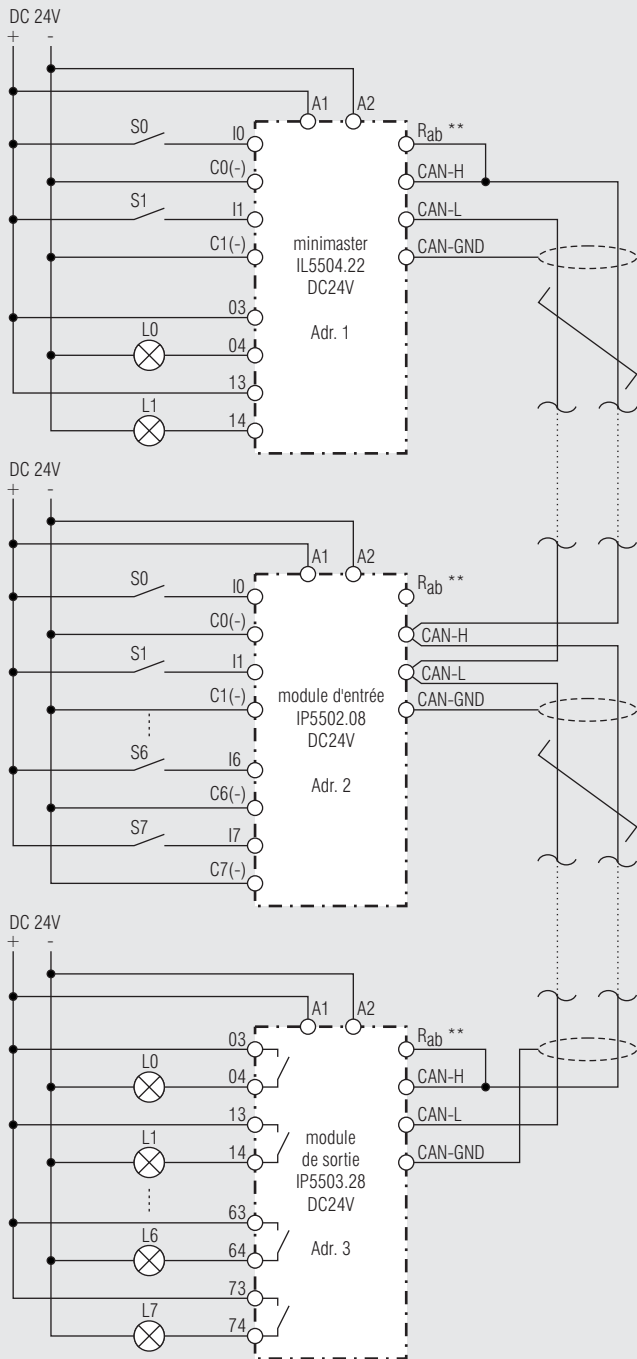 DC 24V
+ -
A1 A2
S0 I0 Rab **
C0(-) CAN-H
S1 I1 CAN-L
C1(-) CAN-GND
minimaster
IL5504.22
DC24V
Adr. 1
03
L0 04
13
L1 14
DC 24V
+ -
A1 A2
S0 I0 Rab **
C0(-) CAN-H
S1 I1 CAN-L
C1(-) CAN-GND
module d'entrée
IP5502.08
DC24V
Adr. 2
S6 I6
C6(-)
S7 I7
C7(-)
DC 24V
+ -
A1 A2
03 Rab **
L0 04 CAN-H
13 CAN-L
L1 14 CAN-GND
module
de sortie
IP5503.28
DC24V
Adr. 3
63
L6 64
73
L7 74